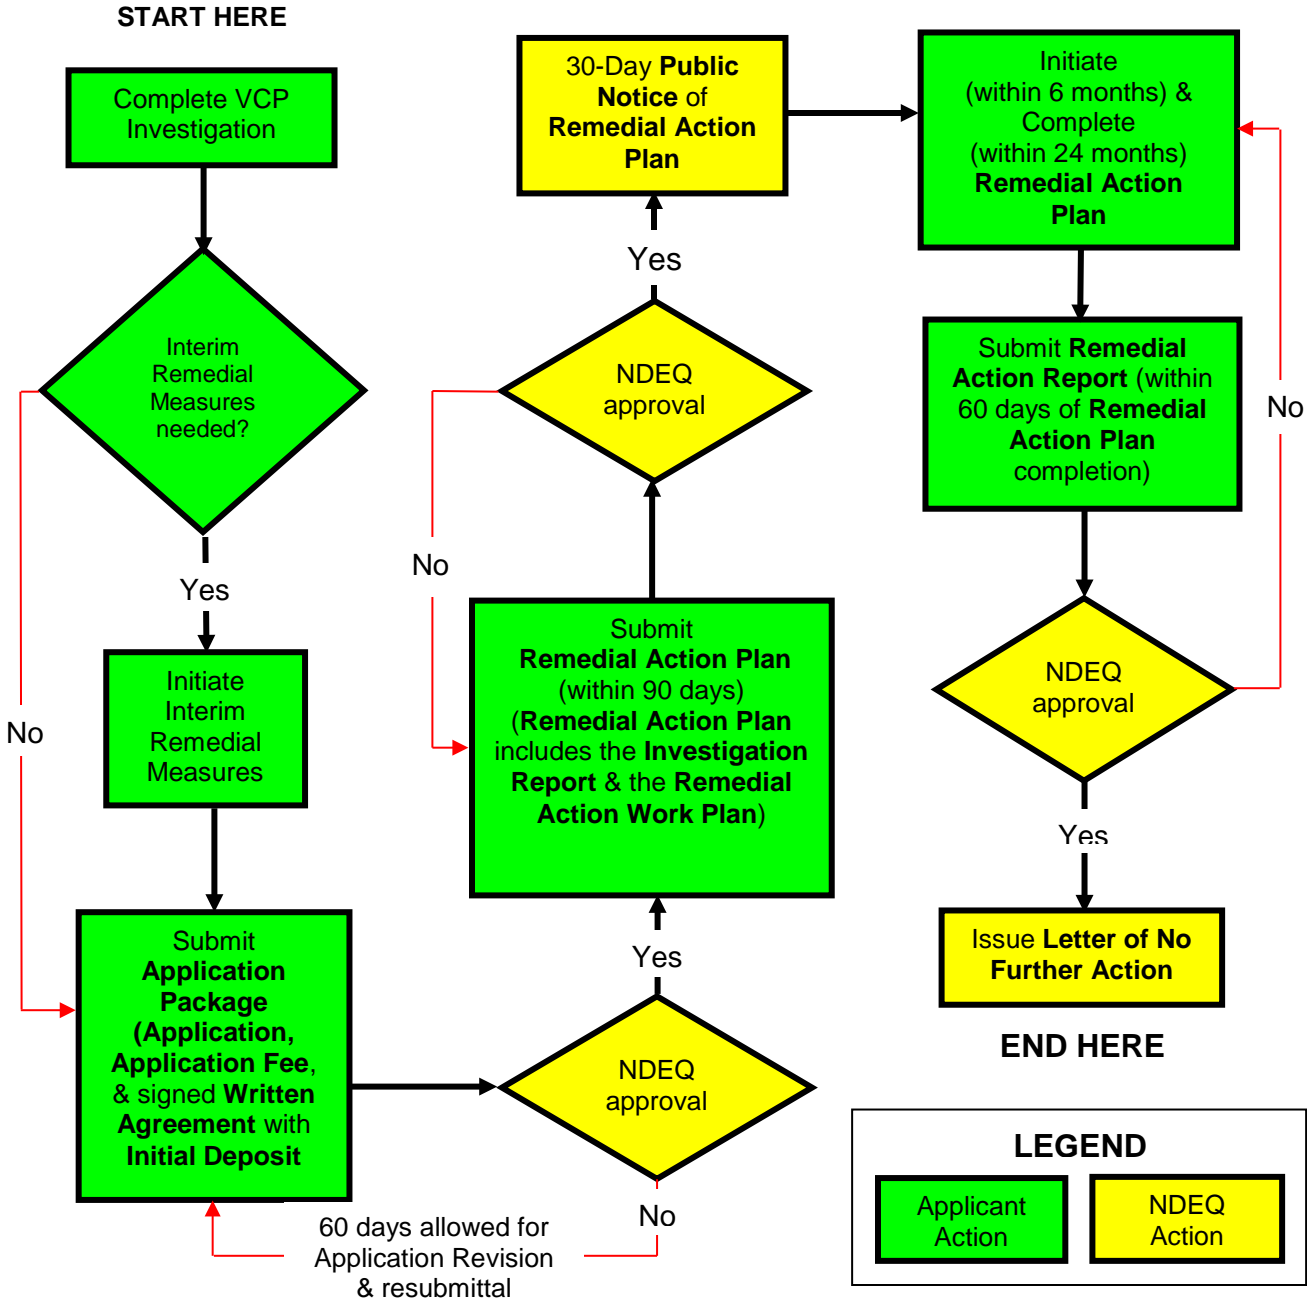 START HERE
Complete VCP
Investigation
Interim
Remedial
Measures
needed?
Yes
No
Initiate
Interim
Remedial
Measures
Submit
Application
Package
(Application,
Application Fee,
& signed Written
Agreement with
Initial Deposit
NDEQ
approval
No
60 days allowed for
Application Revision
& resubmittal
Yes
Submit
Remedial Action Plan
(within 90 days)
(Remedial Action Plan
includes the Investigation
Report & the Remedial
Action Work Plan)
NDEQ
approval
No
Yes
30-Day Public
Notice of
Remedial Action
Plan
Initiate
(within 6 months) &
Complete
(within 24 months)
Remedial Action
Plan
Submit Remedial
Action Report (within
60 days of Remedial
Action Plan
completion)
NDEQ
approval
No
Yes
Issue Letter of No
Further Action
END HERE
LEGEND
Applicant
Action
NDEQ
Action